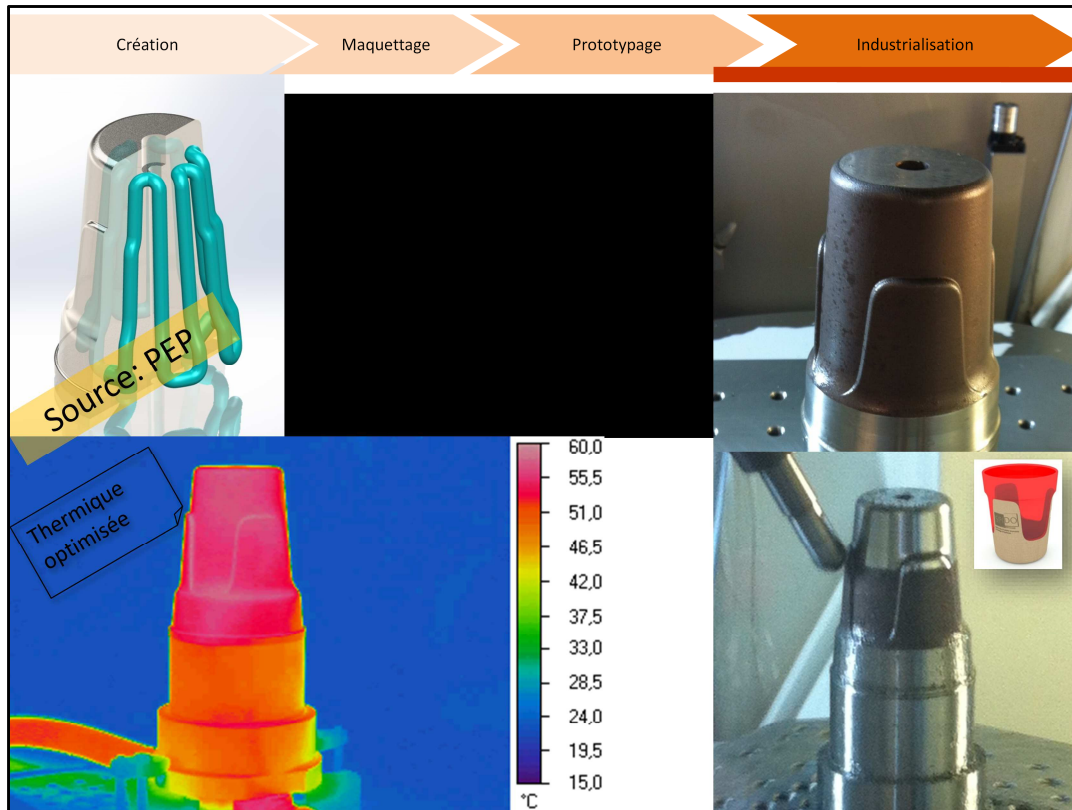 Création
Maquettage
Prototypage
Industrialisation
Source: PEP
Thermique
optimisée
60,0
55,5
51,0
46,5
42,0
37,5
33,0
28,5
24,0
19,5
15,0
°C